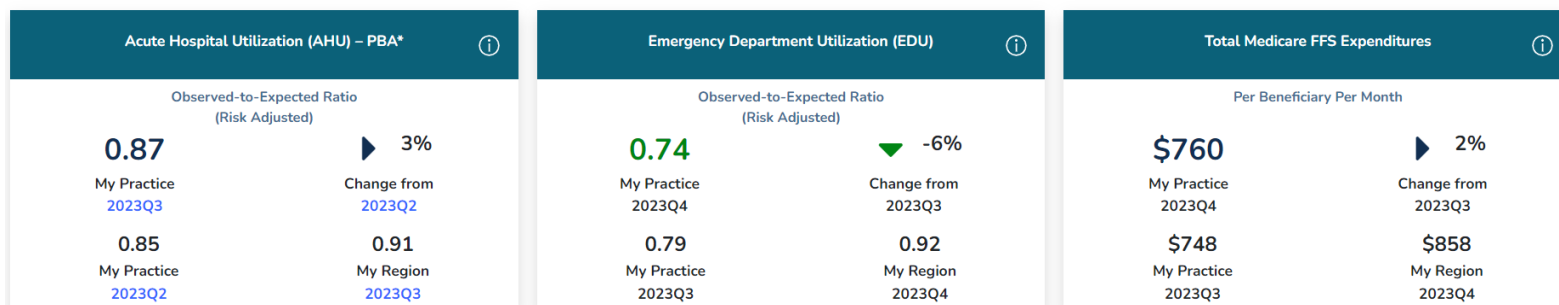 Acute Hospital Utilization (AHU) – PBA*
Observed-to-Expected Ratio
(Risk Adjusted)
0.87
3%
My Practice
Change from
2023Q3
2023Q2
0.85
0.91
My Practice
My Region
2023Q2
2023Q3
Emergency Department Utilization (EDU)
Observed-to-Expected Ratio
(Risk Adjusted)
0.74
-6%
My Practice
Change from
2023Q4
2023Q3
0.79
0.92
My Practice
My Region
2023Q3
2023Q4
Total Medicare FFS Expenditures
Per Beneficiary Per Month
$760
2%
My Practice
Change from
2023Q4
2023Q3
$748
$858
My Practice
My Region
2023Q3
2023Q4